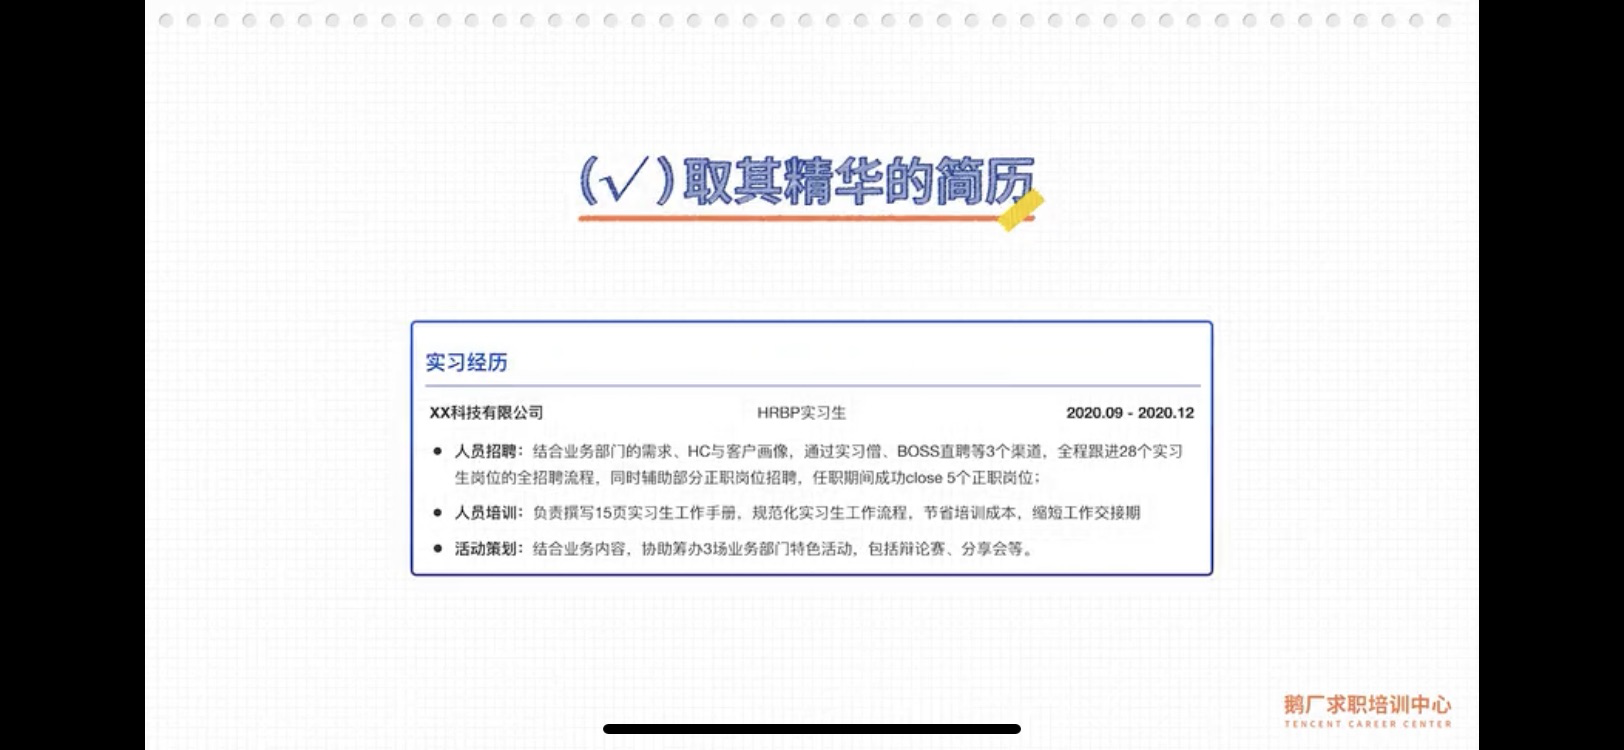 (√)取其精华的简历
实习经历
XX科技有限公司 HRBP实习生 2020.09 - 2020.12
● 人员招聘：结合业务部门的需求、HC与客户画像，通过实习僧、BOSS直聘等3个渠道，全程跟进28个实习
生岗位的全招聘流程，同时辅助部分正职岗位招聘，任职期间成功close 5个正职岗位；
● 人员培训：负责撰写15页实习生工作手册，规范化实习生工作流程，节省培训成本，缩短工作交接期
● 活动策划：结合业务内容，协助筹办3场业务部门特色活动，包括辩论赛、分享会等。
鹅厂求职培训中心
TENCENT CAREER CENTER